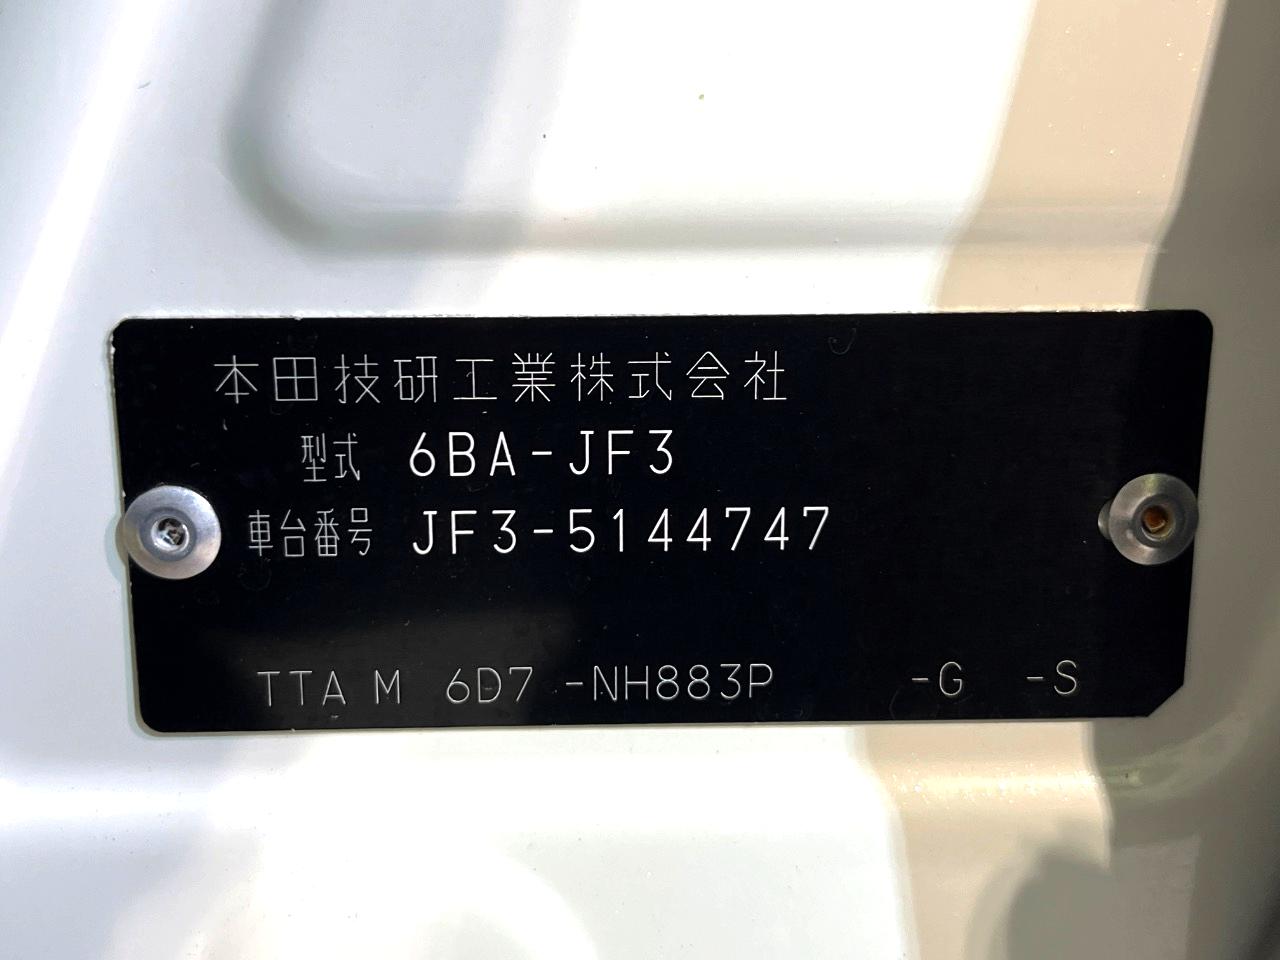 本田技研工業株式会社
型式 6BA-JF3
車台番号 JF3-5144747
TTA M 6D7 -NH883P -G -S